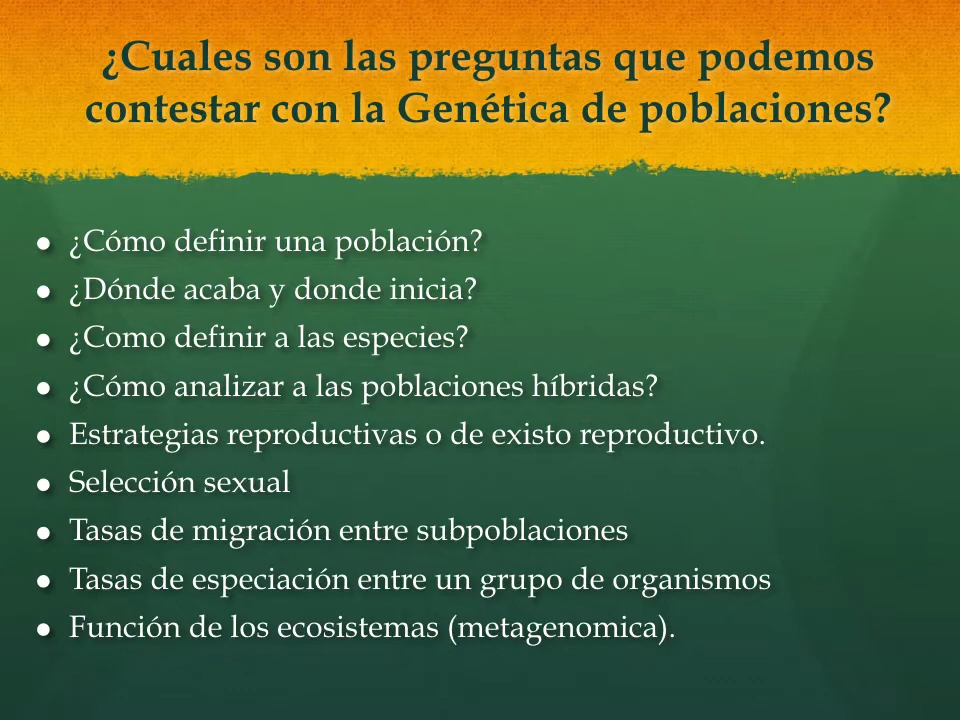 ¿Cuales son las preguntas que podemos
contestar con la Genética de poblaciones?
● ¿Cómo definir una población?
● ¿Dónde acaba y donde inicia?
● ¿Como definir a las especies?
● ¿Cómo analizar a las poblaciones híbridas?
● Estrategias reproductivas o de existo reproductivo.
● Selección sexual
● Tasas de migración entre subpoblaciones
● Tasas de especiación entre un grupo de organismos
● Función de los ecosistemas (metagenomica).